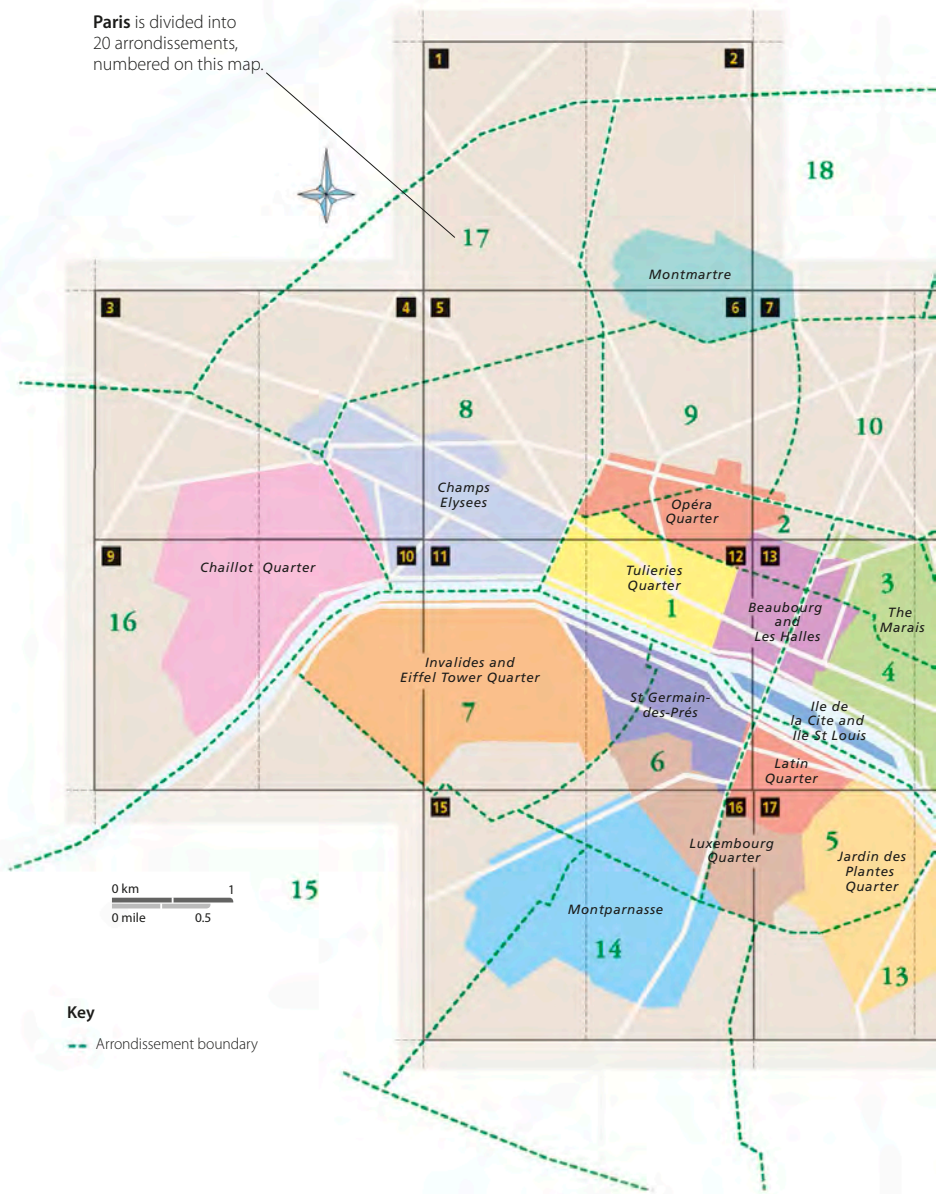 Paris is divided into
20 arrondissements,
numbered on this map.
1
2
18
17
Montmartre
3
4
5
6
7
8
9
10
Champs
Elysees
Opéra
Quarter
2
9
10
11
12
13
Chaillot Quarter
Tulieries
Quarter
3
16
1
Beaubourg
and
Les Halles
The
Marais
Invalides and
Eiffel Tower Quarter
4
St Germain-
des-Prés
7
Ile de
la Cite and
Ile St Louis
6
Latin
Quarter
15
16
17
5
Luxembourg
Quarter
Jardin des
Plantes
Quarter
0 km
1
15
0 mile
0.5
Montparnasse
14
13
Key
Arrondissement boundary